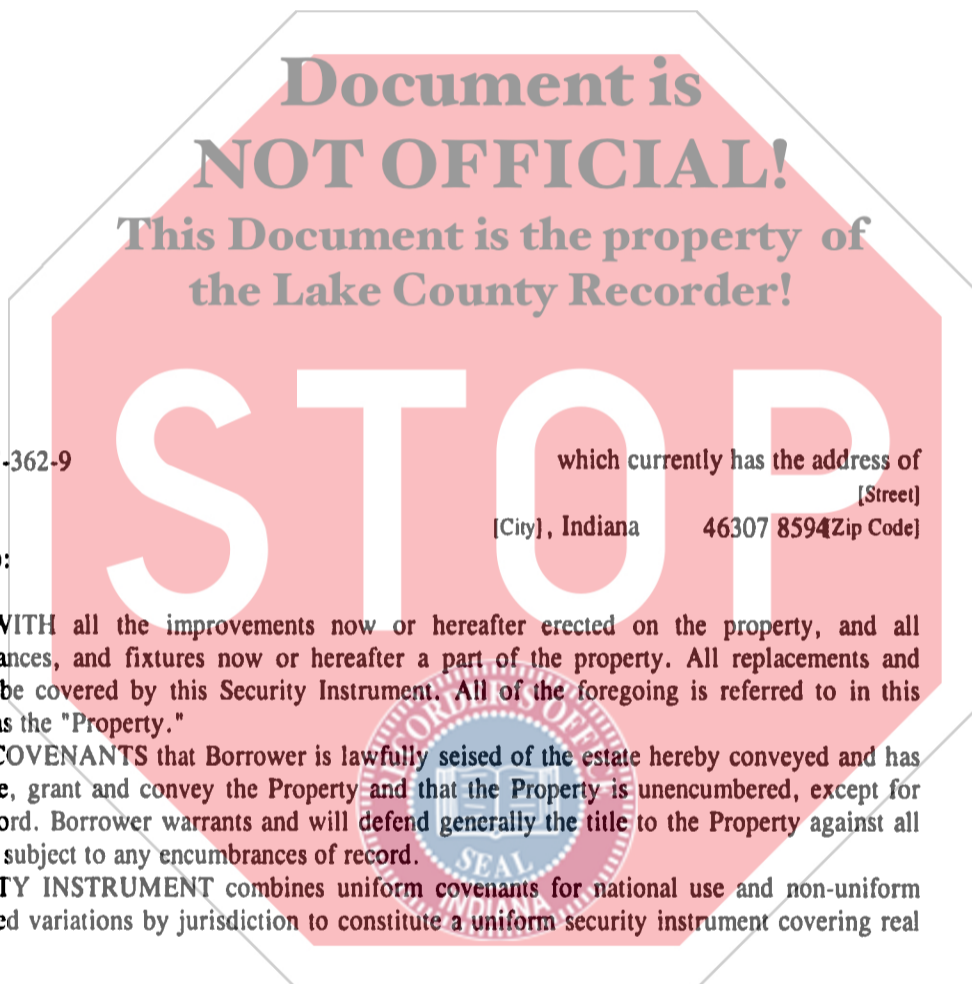 Document is
NOT OFFICIAL!
This Document is the property of
the Lake County Recorder!
STOP
-362-9 which currently has the address of
[Street]
[City], Indiana 46307 8594[Zip Code]
:
WITH all the improvements now or hereafter erected on the property, and all
ances, and fixtures now or hereafter a part of the property. All replacements and
be covered by this Security Instrument. All of the foregoing is referred to in this
as the "Property."
COVENANTS that Borrower is lawfully seised of the estate hereby conveyed and has
e, grant and convey the Property and that the Property is unencumbered, except for
ord. Borrower warrants and will defend generally the title to the Property against all
subject to any encumbrances of record.
TY INSTRUMENT combines uniform covenants for national use and non-uniform
ed variations by jurisdiction to constitute a uniform security instrument covering real
RECORDER'S OFFICE
SEAL
INDIANA